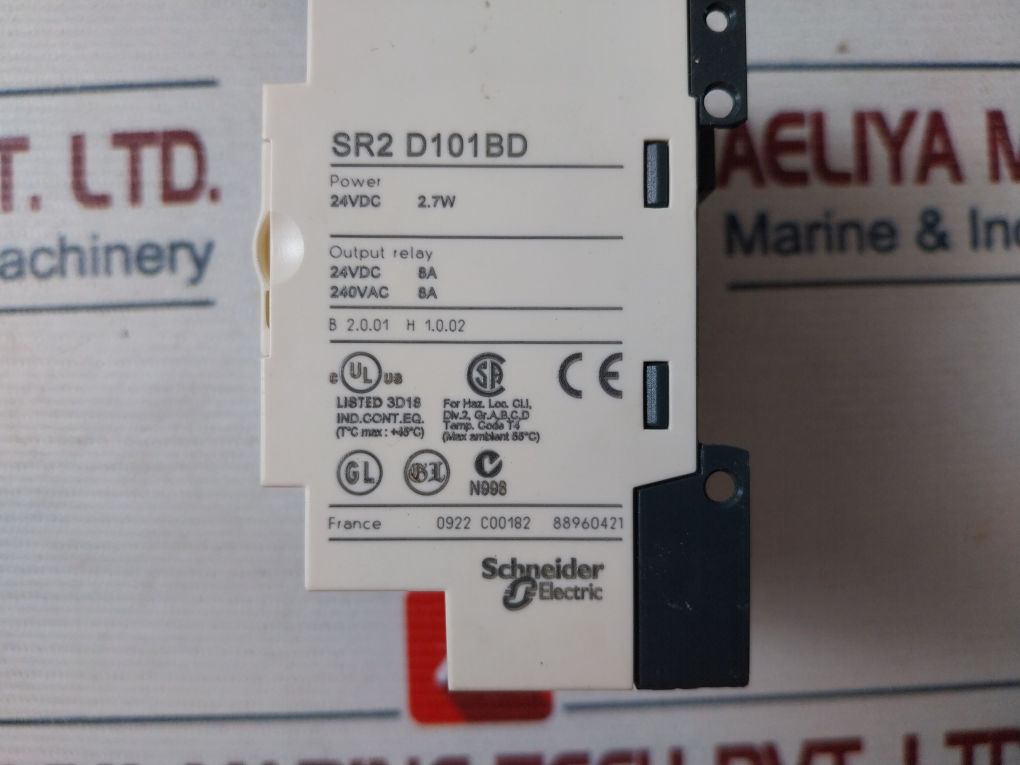 SR2 D101BD
Power
24VDC 2.7W
Output relay
24VDC 8A
240VAC 8A
B 2.0.01 H 1.0.02
c UL us
LISTED 3D18
IND.CONT.EQ.
(T°C max : +45°C)
SA
For Haz. Loc. Cl.I,
Div.2, Gr.A,B,C,D
Temp. Code T4
(Max ambient 55°C)
CE
GL
N998
France 0922 C00182 88960421
Schneider
Electric
T. LTD.
achinery
AELIYA M
Marine & Ind